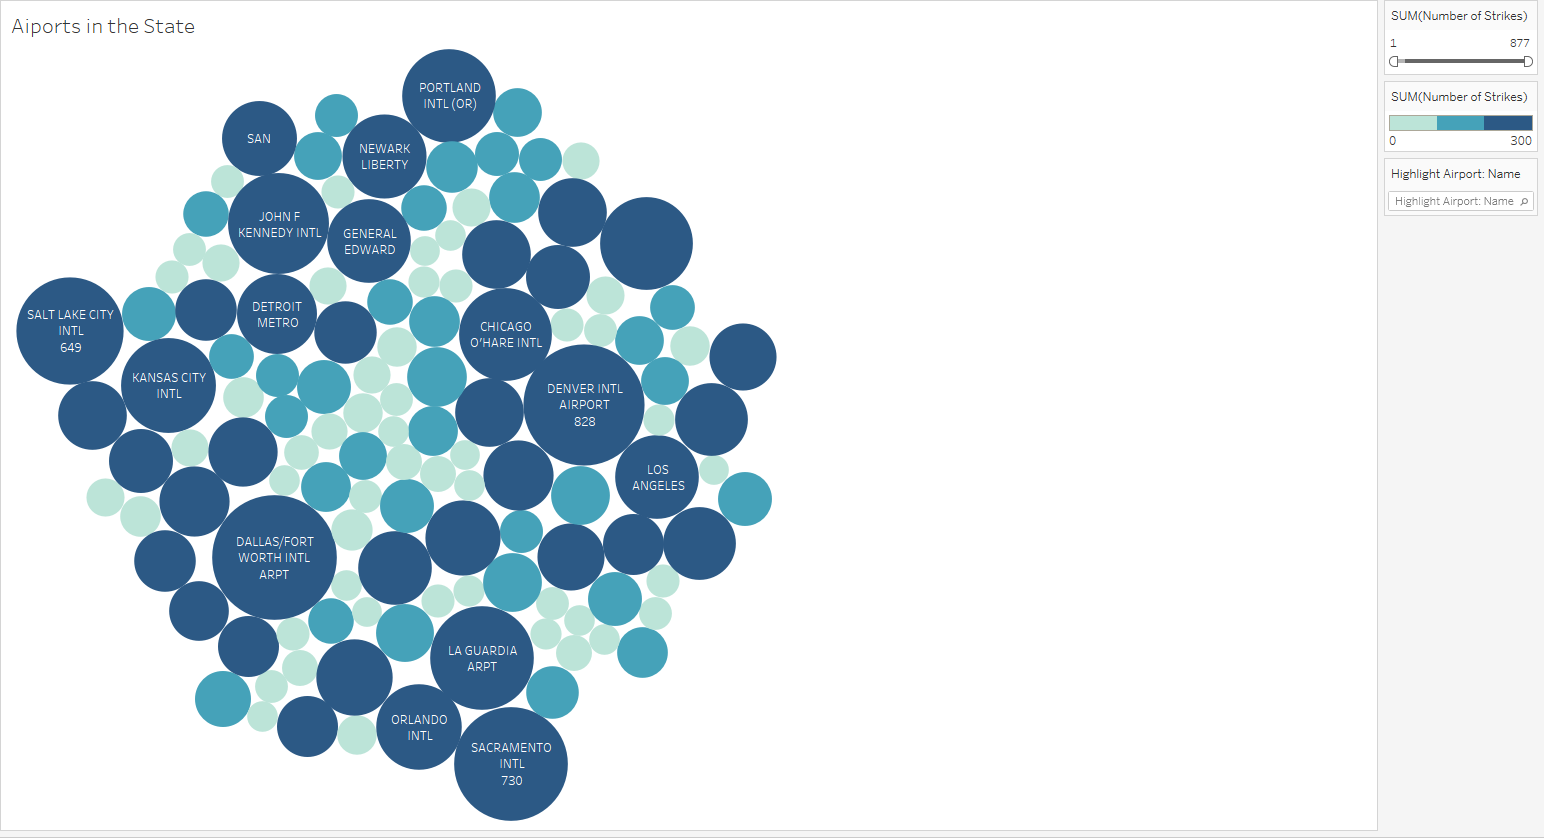 Aiports in the State
PORTLAND
INTL (OR)
SAN
NEWARK
LIBERTY
JOHN F
KENNEDY INTL
GENERAL
EDWARD
SALT LAKE CITY
INTL
649
DETROIT
METRO
CHICAGO
O'HARE INTL
KANSAS CITY
INTL
DENVER INTL
AIRPORT
828
LOS
ANGELES
DALLAS/FORT
WORTH INTL
ARPT
LA GUARDIA
ARPT
ORLANDO
INTL
SACRAMENTO
INTL
730
SUM(Number of Strikes)
1 877
SUM(Number of Strikes)
0 300
Highlight Airport: Name
Highlight Airport: Name